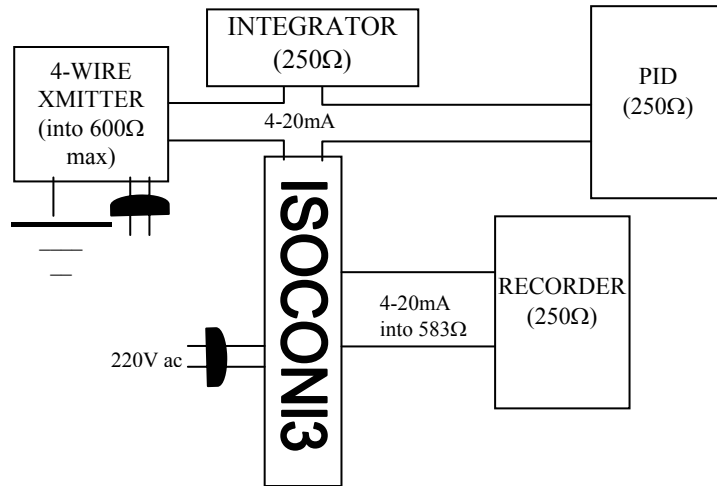 INTEGRATOR
(250Ω)
4-WIRE
XMITTER
(into 600Ω
max)
PID
(250Ω)
4-20mA
ISOCONI3
RECORDER
(250Ω)
4-20mA
into 583Ω
220V ac